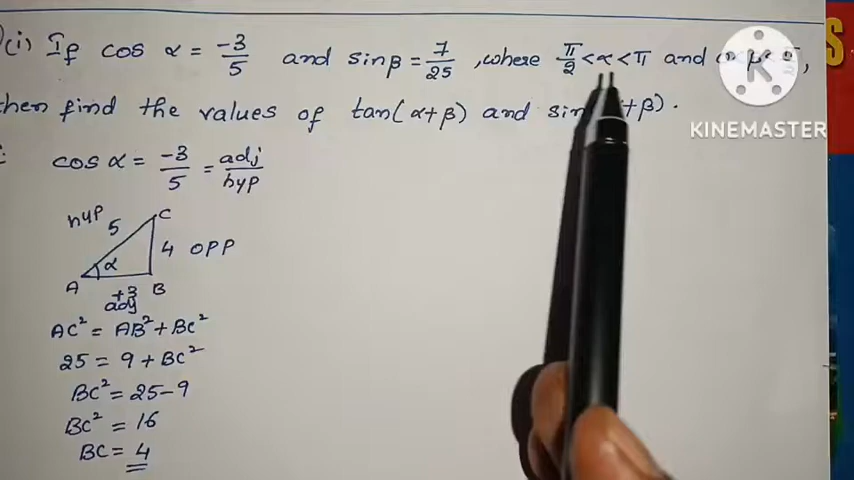 (i) If cos α = -3/5 and sinβ = 7/25 , where π/2 < α < π and
then find the values of tan(α+β) and sin +β).
cos α = -3/5 = adj/hyp
hyp 5 C
α 4 opp
A +3 B
adj
AC² = AB² + BC²
25 = 9 + BC²
BC² = 25-9
BC² = 16
BC = 4
K
KINEMASTER